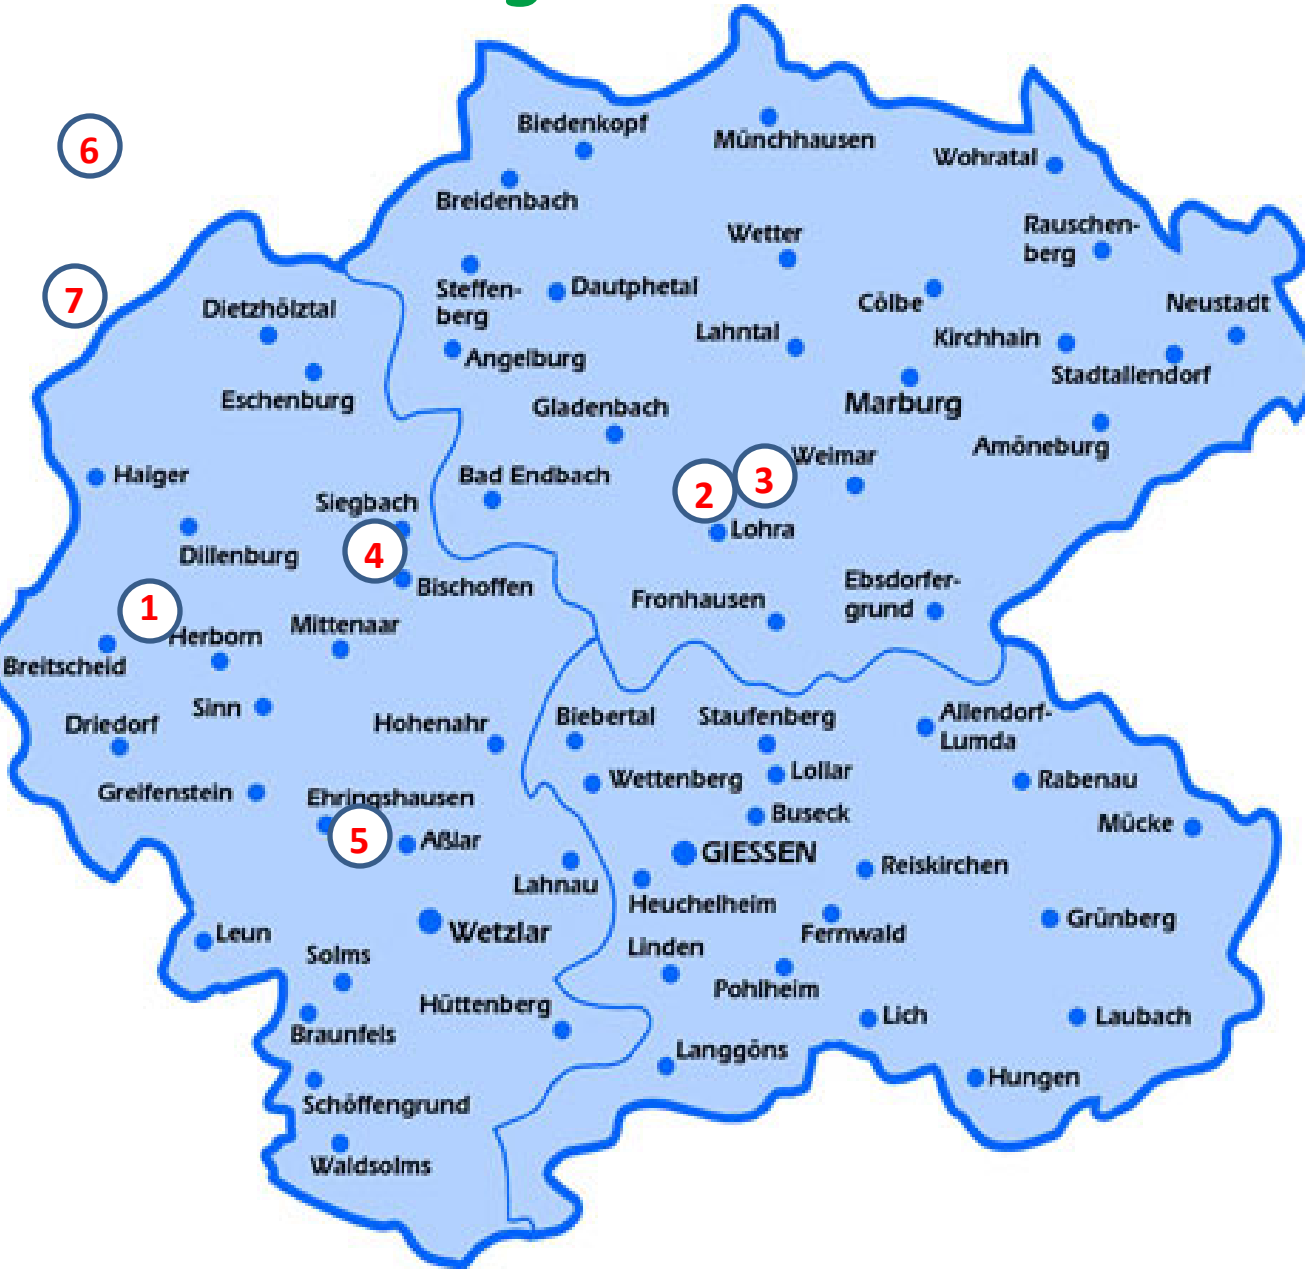 Biedenkopf
Münchhausen
6
Wohratal
Breidenbach
Rauschen-
berg
Wetter
7
Steffen-
berg
Dautphetal
Cölbe
Neustadt
Dietzhölztal
Lahntal
Kirchhain
Angelburg
Stadtallendorf
Eschenburg
Gladenbach
Marburg
Amöneburg
Haiger
Bad Endbach
2
3
Weimar
Siegbach
Lohra
Dillenburg
4
Bischoffen
1
Fronhausen
Ebsdorfer-
grund
Herborn
Mittenaar
Breitscheid
Sinn
Driedorf
Hohenahr
Biebertal
Staufenberg
Allendorf-
Lumda
Greifenstein
Wettenberg
Lollar
Rabenau
Ehringshausen
Buseck
Mücke
5
Aßlar
GIESSEN
Reiskirchen
Lahnau
Heuchelheim
Grünberg
Leun
Wetzlar
Fernwald
Solms
Linden
Pohlheim
Hüttenberg
Lich
Laubach
Braunfels
Langgöns
Hungen
Schöffengrund
Waldsolms